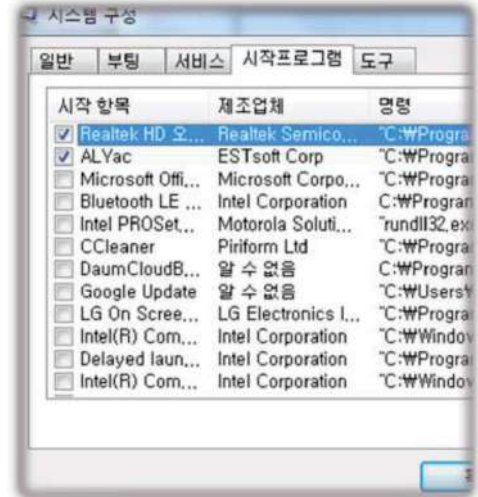 시스템 구성
일반 부팅 서비스 시작프로그램 도구
시작 항목 제조업체 명령
Realtek HD 오... Realtek Semico... "C:₩Progra
ALYac ESTsoft Corp "C:₩Progra
Microsoft Offi... Microsoft Corpo... "C:₩Progra
Bluetooth LE ... Intel Corporation C:₩Progran
Intel PROSet... Motorola Soluti... "rundll32,exe
CCleaner Piriform Ltd "C:₩Progra
DaumCloudB... 알 수 없음 C:₩Progran
Google Update 알 수 없음 "C:₩Users₩
LG On Scree... LG Electronics I... "C:₩Progra
Intel(R) Com... Intel Corporation "C:₩Window
Delayed laun... Intel Corporation "C:₩Progra
Intel(R) Com... Intel Corporation "C:₩Window